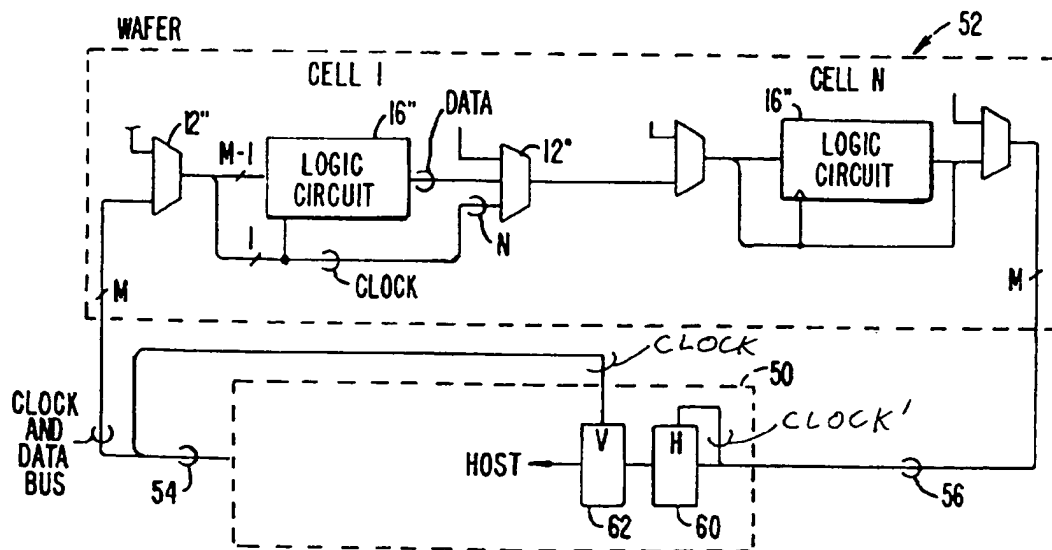 WAFER
52
CELL 1
CELL N
12"
16"
DATA
16"
12"
M-1
LOGIC
CIRCUIT
LOGIC
CIRCUIT
1
N
CLOCK
M
M
CLOCK
50
CLOCK
AND
DATA
BUS
54
HOST
V
H
CLOCK'
62
60
56